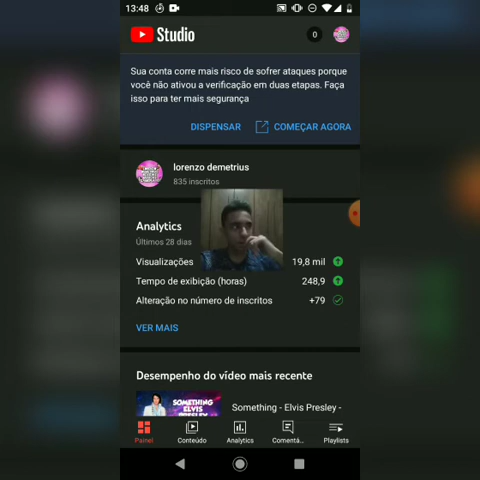 13:48
Studio
0
Sua conta corre mais risco de sofrer ataques porque
você não ativou a verificação em duas etapas. Faça
isso para ter mais segurança
DISPENSAR
COMEÇAR AGORA
lorenzo demetrius
835 inscritos
Analytics
Últimos 28 dias
Visualizações 19,8 mil
Tempo de exibição (horas) 248,9
Alteração no número de inscritos +79
VER MAIS
Desempenho do vídeo mais recente
SOMETHING
ELVIS
Something - Elvis Presley -
Painel
Conteúdo
Analytics
Comentá...
Playlists